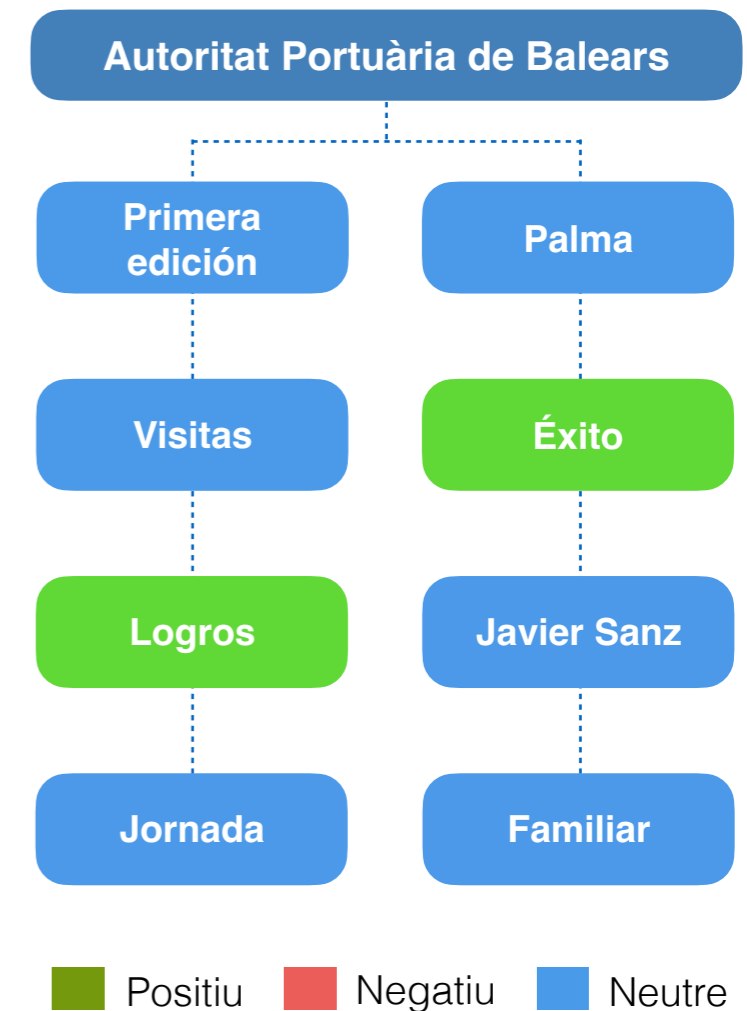 Autoritat Portuària de Balears
Primera
edición
Palma
Visitas
Éxito
Logros
Javier Sanz
Jornada
Familiar
Positiu
Negatiu
Neutre